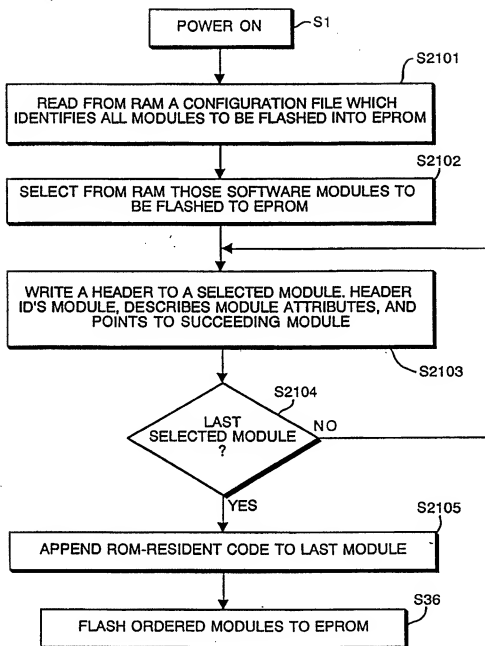 POWER ON
S1
S2101
READ FROM RAM A CONFIGURATION FILE WHICH
IDENTIFIES ALL MODULES TO BE FLASHED INTO EPROM
S2102
SELECT FROM RAM THOSE SOFTWARE MODULES TO
BE FLASHED TO EPROM
WRITE A HEADER TO A SELECTED MODULE. HEADER
ID'S MODULE, DESCRIBES MODULE ATTRIBUTES, AND
POINTS TO SUCCEEDING MODULE
S2103
S2104
LAST
SELECTED MODULE
?
NO
YES
S2105
APPEND ROM-RESIDENT CODE TO LAST MODULE
S36
FLASH ORDERED MODULES TO EPROM